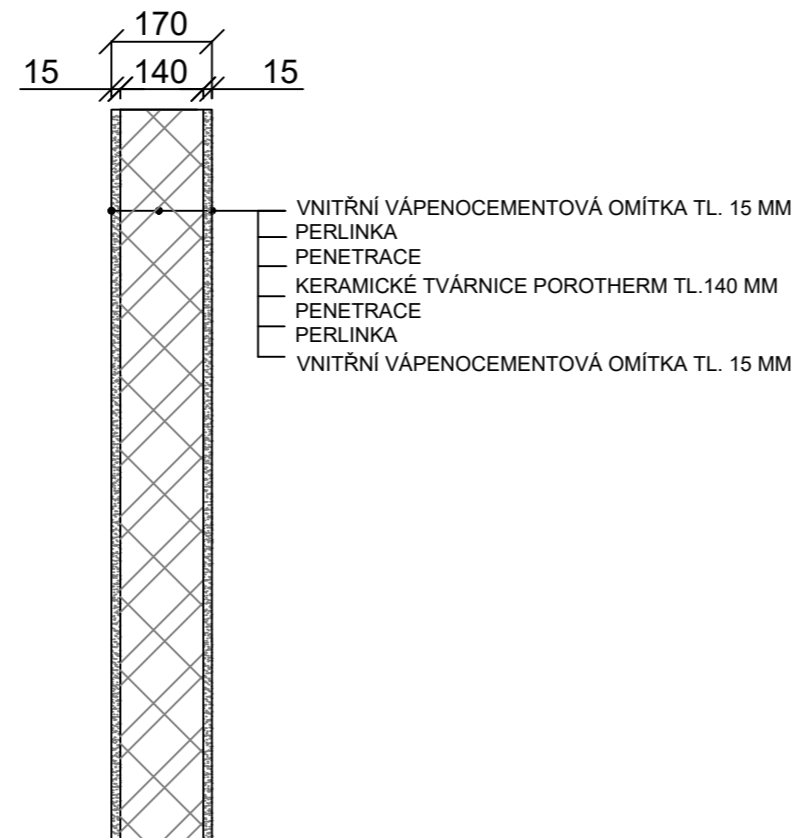 170
15 140 15
VNITŘNÍ VÁPENOCEMENTOVÁ OMÍTKA TL. 15 MM
PERLINKA
PENETRACE
KERAMICKÉ TVÁRNICE POROTHERM TL.140 MM
PENETRACE
PERLINKA
VNITŘNÍ VÁPENOCEMENTOVÁ OMÍTKA TL. 15 MM